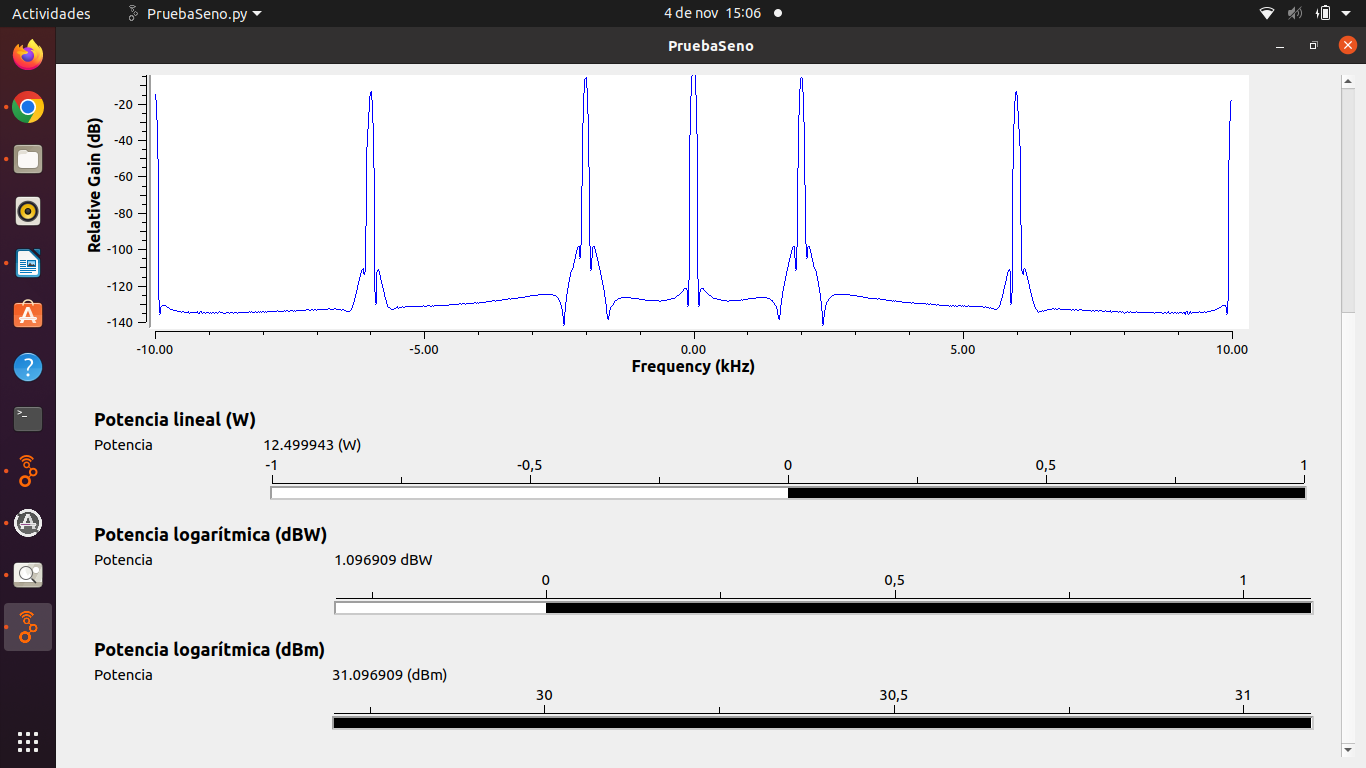 Actividades PruebaSeno.py 4 de nov 15:06
PruebaSeno
-20
-40
-60
-80
-100
-120
-140
Relative Gain (dB)
-10.00 -5.00 0.00 5.00 10.00
Frequency (kHz)
Potencia lineal (W)
Potencia 12.499943 (W)
-1 -0,5 0 0,5 1
Potencia logarítmica (dBW)
Potencia 1.096909 dBW
0 0,5 1
Potencia logarítmica (dBm)
Potencia 31.096909 (dBm)
30 30,5 31